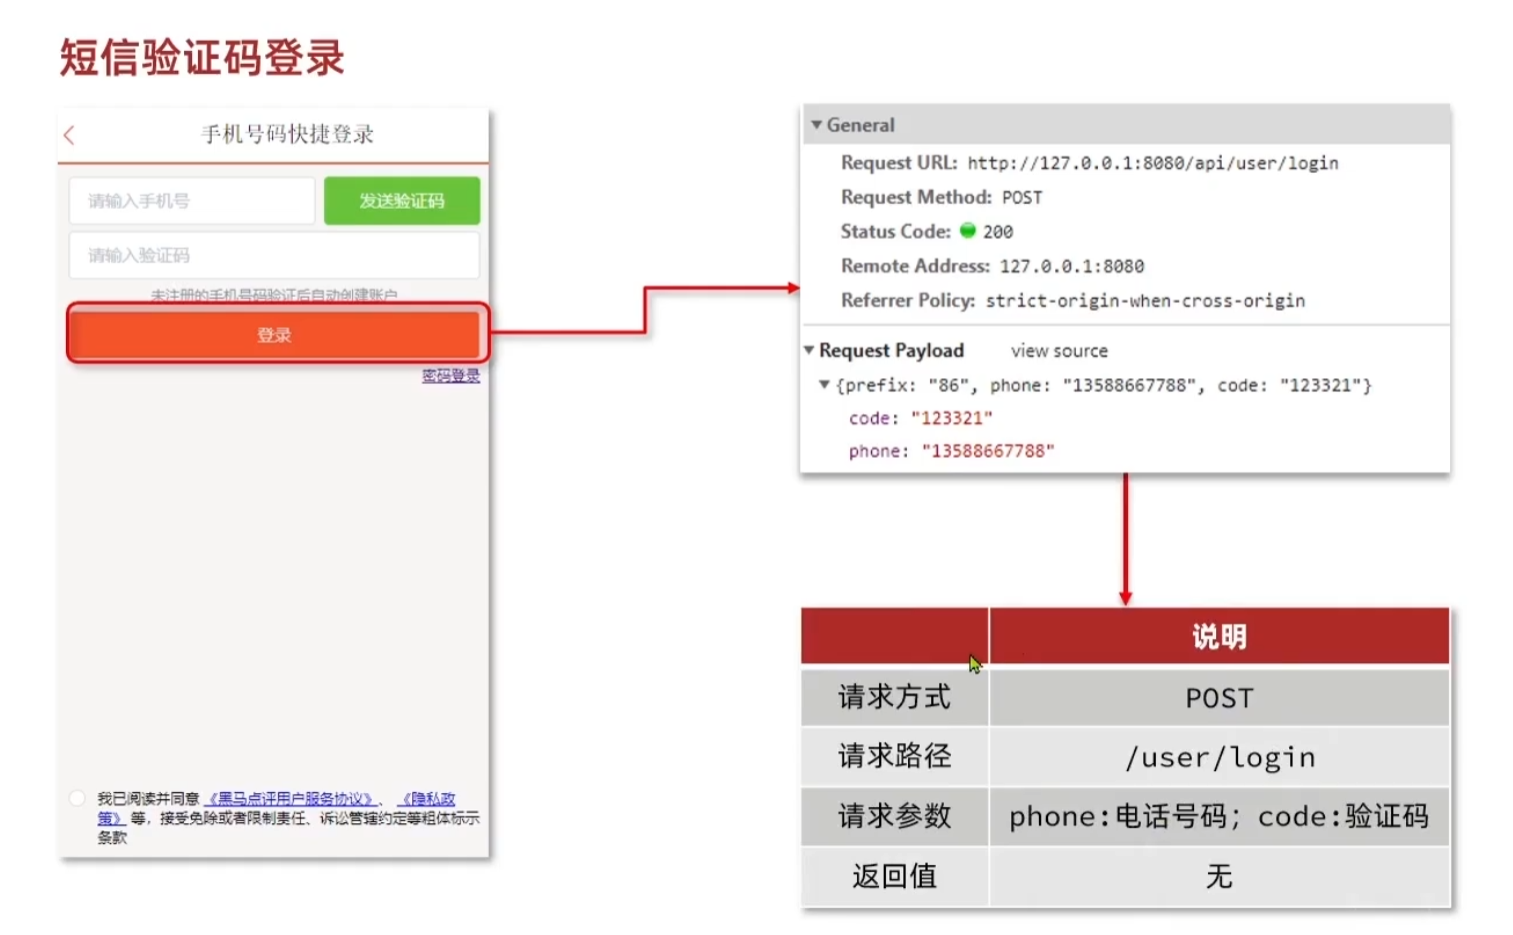 短信验证码登录
手机号码快捷登录
请输入手机号
发送验证码
请输入验证码
未注册的手机号码验证后自动创建账户
登录
密码登录
我已阅读并同意《黑马点评用户服务协议》、《隐私政
策》等，接受免除或者限制责任、诉讼管辖约定等粗体标示
条款
General
Request URL: http://127.0.0.1:8080/api/user/login
Request Method: POST
Status Code: 200
Remote Address: 127.0.0.1:8080
Referrer Policy: strict-origin-when-cross-origin
Request Payload view source
{prefix: "86", phone: "13588667788", code: "123321"}
code: "123321"
phone: "13588667788"
说明
请求方式 POST
请求路径 /user/login
请求参数 phone:电话号码；code:验证码
返回值 无